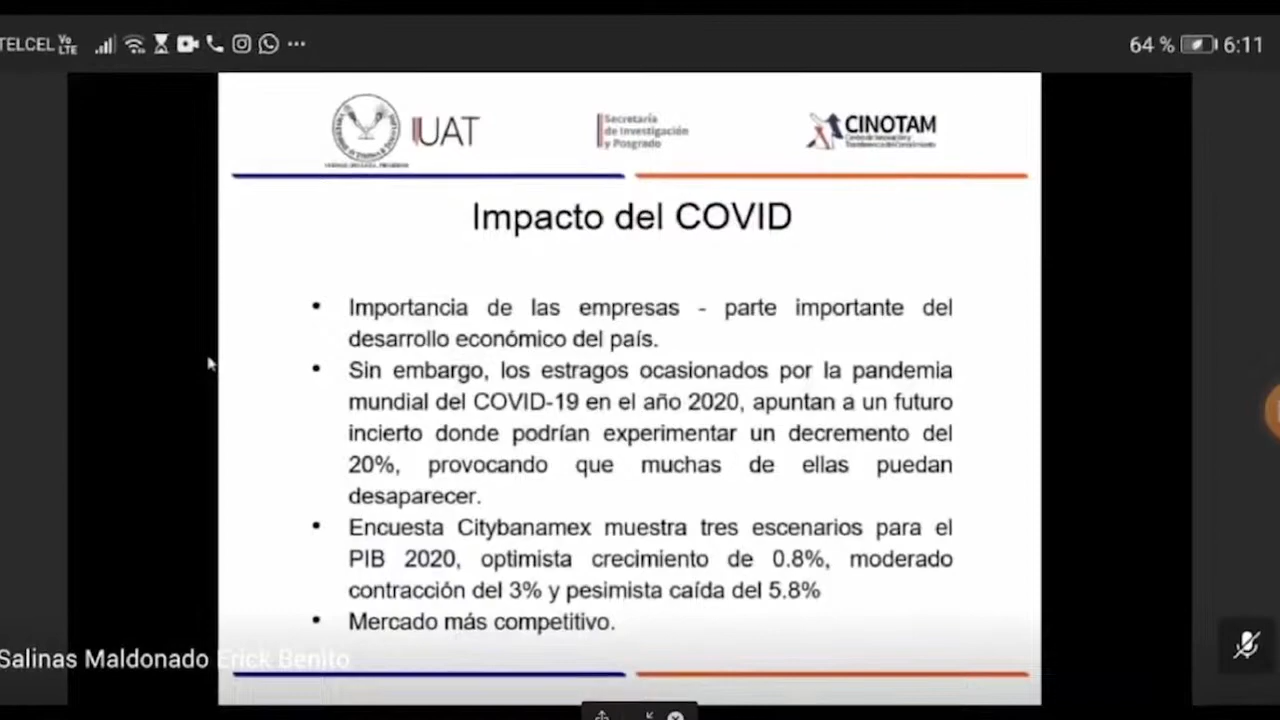 TELCEL Vo LTE 64 % 6:11
UAT
Secretaría
de Investigación
y Posgrado
CINOTAM
Impacto del COVID
• Importancia de las empresas - parte importante del
desarrollo económico del país.
• Sin embargo, los estragos ocasionados por la pandemia
mundial del COVID-19 en el año 2020, apuntan a un futuro
incierto donde podrían experimentar un decremento del
20%, provocando que muchas de ellas puedan
desaparecer.
• Encuesta Citybanamex muestra tres escenarios para el
PIB 2020, optimista crecimiento de 0.8%, moderado
contracción del 3% y pesimista caída del 5.8%
• Mercado más competitivo.
Salinas Maldonado Erick Benito